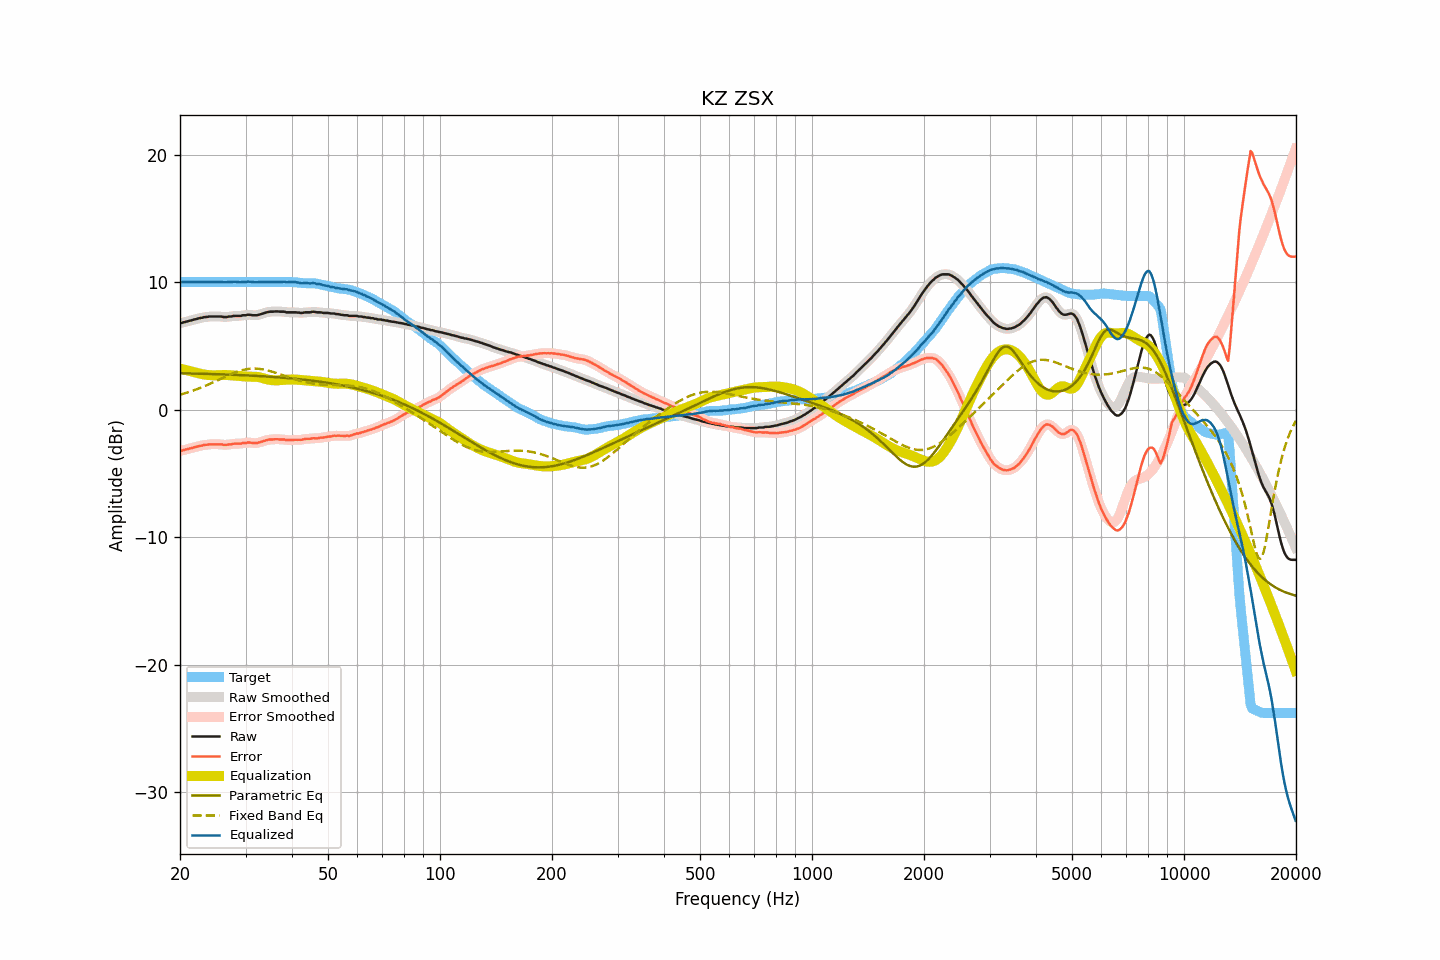 KZ ZSX
Amplitude (dBr)
20
10
0
−10
−20
−30
Target
Raw Smoothed
Error Smoothed
Raw
Error
Equalization
Parametric Eq
Fixed Band Eq
Equalized
20 50 100 200 500 1000 2000 5000 10000 20000
Frequency (Hz)